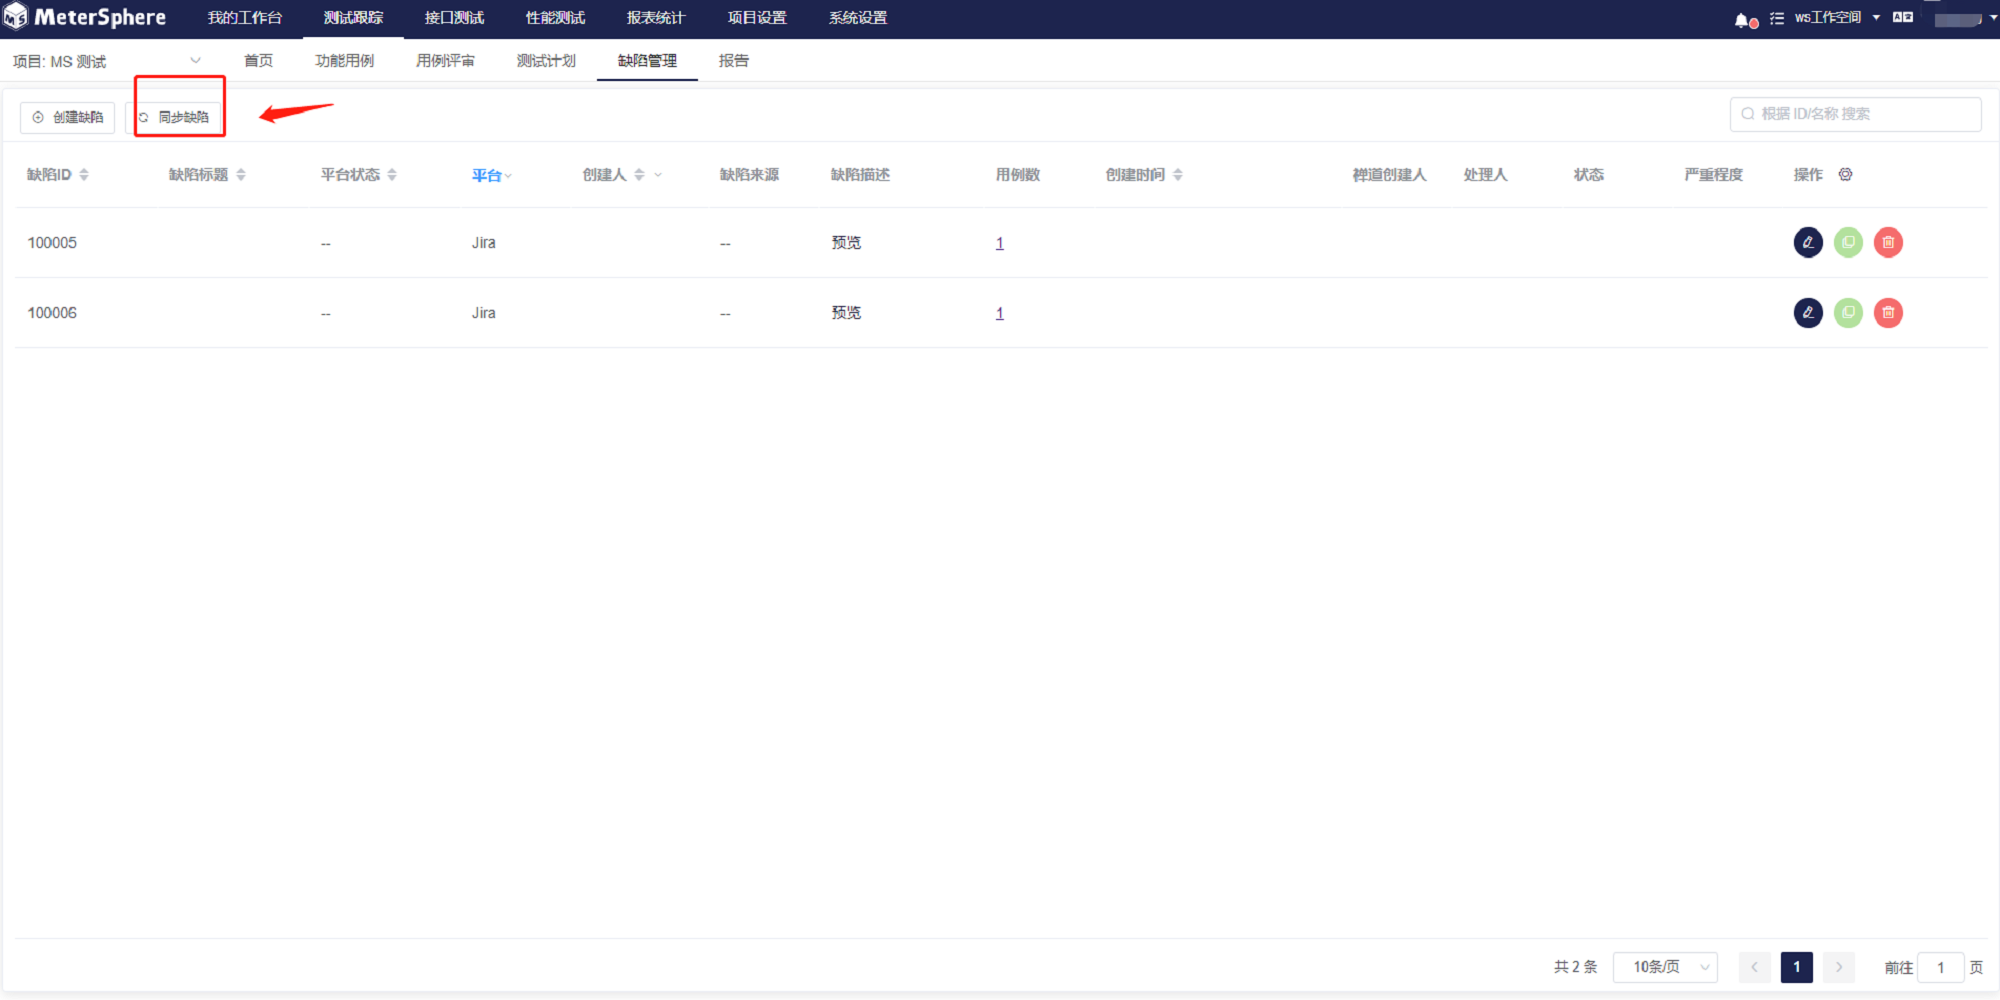 MeterSphere 我的工作台 测试跟踪 接口测试 性能测试 报表统计 项目设置 系统设置 ws工作空间
项目: MS 测试 首页 功能用例 用例评审 测试计划 缺陷管理 报告
创建缺陷 同步缺陷 根据 ID/名称 搜索
缺陷ID 缺陷标题 平台状态 平台 创建人 缺陷来源 缺陷描述 用例数 创建时间 禅道创建人 处理人 状态 严重程度 操作
100005 -- Jira -- 预览 1
100006 -- Jira -- 预览 1
共 2 条 10条/页 1 前往 1 页